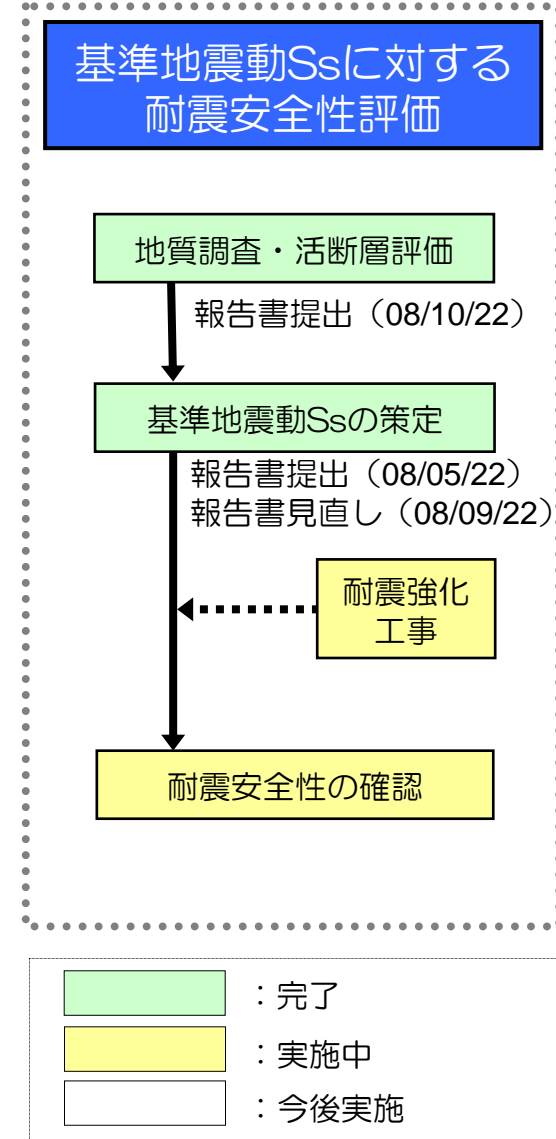 基準地震動Ssに対する
耐震安全性評価
地質調査・活断層評価
報告書提出（08/10/22）
基準地震動Ssの策定
報告書提出（08/05/22）
報告書見直し（08/09/22）
耐震強化
工事
耐震安全性の確認
：完了
：実施中
：今後実施